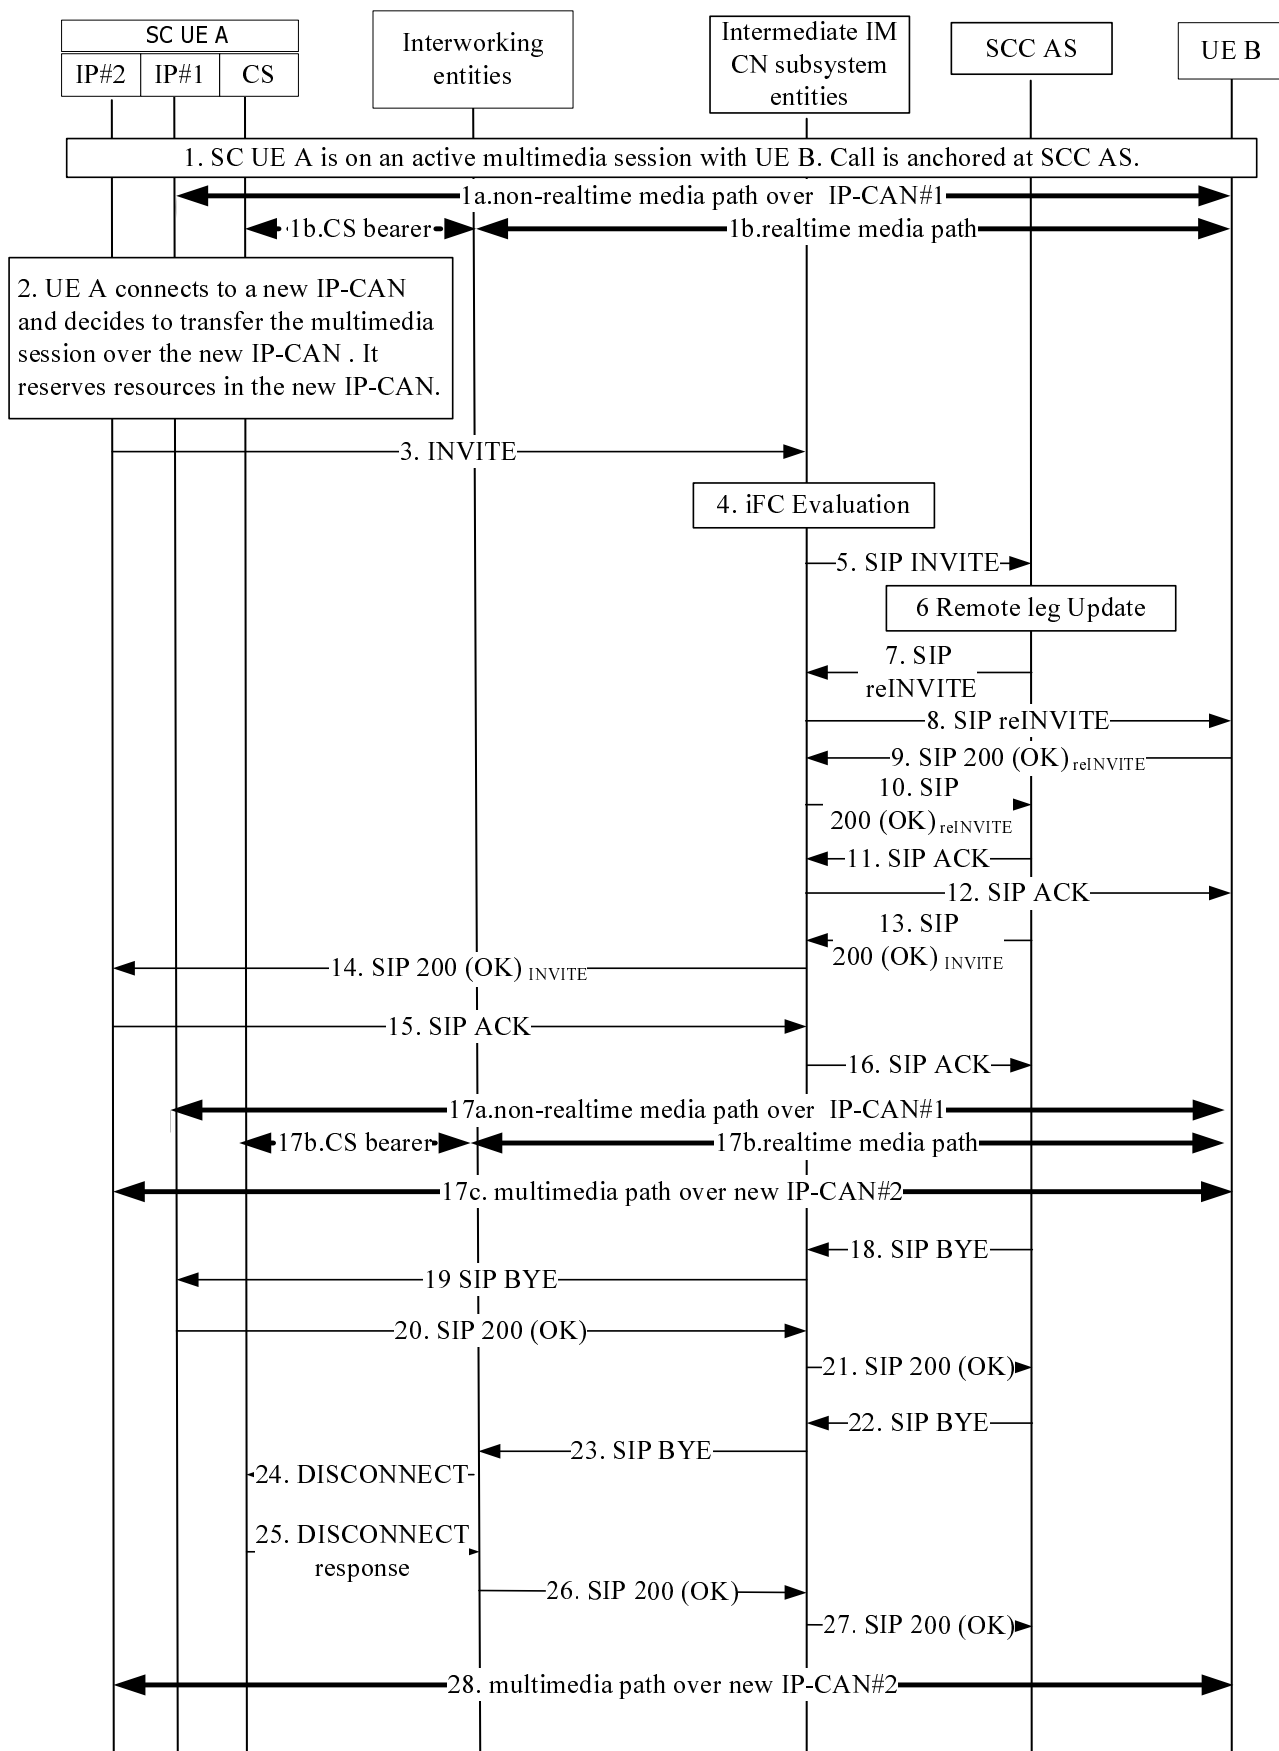 SC UE A
IP#2 IP#1 CS
Interworking
entities
Intermediate IM
CN subsystem
entities
SCC AS
UE B
1. SC UE A is on an active multimedia session with UE B. Call is anchored at SCC AS.
1a.non-realtime media path over IP-CAN#1
1b.CS bearer
1b.realtime media path
2. UE A connects to a new IP-CAN
and decides to transfer the multimedia
session over the new IP-CAN . It
reserves resources in the new IP-CAN.
3. INVITE
4. iFC Evaluation
5. SIP INVITE
6 Remote leg Update
7. SIP
reINVITE
8. SIP reINVITE
9. SIP 200 (OK) reINVITE
10. SIP
200 (OK) reINVITE
11. SIP ACK
12. SIP ACK
13. SIP
200 (OK) INVITE
14. SIP 200 (OK) INVITE
15. SIP ACK
16. SIP ACK
17a.non-realtime media path over IP-CAN#1
17b.CS bearer
17b.realtime media path
17c. multimedia path over new IP-CAN#2
18. SIP BYE
19 SIP BYE
20. SIP 200 (OK)
21. SIP 200 (OK)
22. SIP BYE
23. SIP BYE
24. DISCONNECT
25. DISCONNECT
response
26. SIP 200 (OK)
27. SIP 200 (OK)
28. multimedia path over new IP-CAN#2